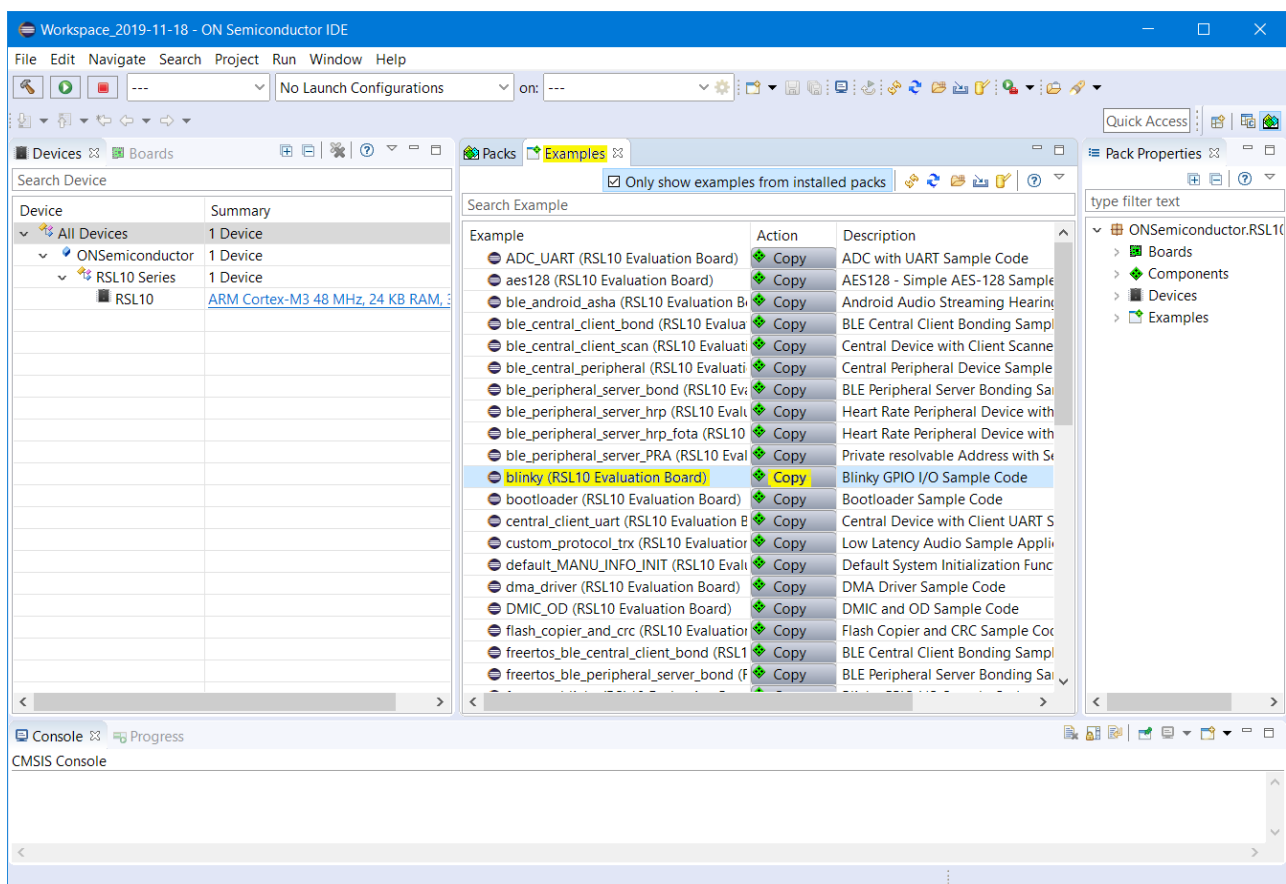 Workspace_2019-11-18 - ON Semiconductor IDE
File Edit Navigate Search Project Run Window Help
--- No Launch Configurations on: ---
Quick Access
Devices Boards
Search Device
Device Summary
All Devices 1 Device
ONSemiconductor 1 Device
RSL10 Series 1 Device
RSL10 ARM Cortex-M3 48 MHz, 24 KB RAM, 3
Packs Examples
Only show examples from installed packs
Search Example
Example Action Description
ADC_UART (RSL10 Evaluation Board) Copy ADC with UART Sample Code
aes128 (RSL10 Evaluation Board) Copy AES128 - Simple AES-128 Sample
ble_android_asha (RSL10 Evaluation B Copy Android Audio Streaming Hearing
ble_central_client_bond (RSL10 Evalua Copy BLE Central Client Bonding Sampl
ble_central_client_scan (RSL10 Evaluati Copy Central Device with Client Scanne
ble_central_peripheral (RSL10 Evaluati Copy Central Peripheral Device Sample
ble_peripheral_server_bond (RSL10 Eva Copy BLE Peripheral Server Bonding Sa
ble_peripheral_server_hrp (RSL10 Evalu Copy Heart Rate Peripheral Device with
ble_peripheral_server_hrp_fota (RSL10 Copy Heart Rate Peripheral Device with
ble_peripheral_server_PRA (RSL10 Eval Copy Private resolvable Address with Se
blinky (RSL10 Evaluation Board) Copy Blinky GPIO I/O Sample Code
bootloader (RSL10 Evaluation Board) Copy Bootloader Sample Code
central_client_uart (RSL10 Evaluation B Copy Central Device with Client UART S
custom_protocol_trx (RSL10 Evaluation Copy Low Latency Audio Sample Appli
default_MANU_INFO_INIT (RSL10 Evalu Copy Default System Initialization Func
dma_driver (RSL10 Evaluation Board) Copy DMA Driver Sample Code
DMIC_OD (RSL10 Evaluation Board) Copy DMIC and OD Sample Code
flash_copier_and_crc (RSL10 Evaluation Copy Flash Copier and CRC Sample Cod
freertos_ble_central_client_bond (RSL1 Copy BLE Central Client Bonding Sampl
freertos_ble_peripheral_server_bond (R Copy BLE Peripheral Server Bonding Sa
Pack Properties
type filter text
ONSemiconductor.RSL10
Boards
Components
Devices
Examples
Console Progress
CMSIS Console